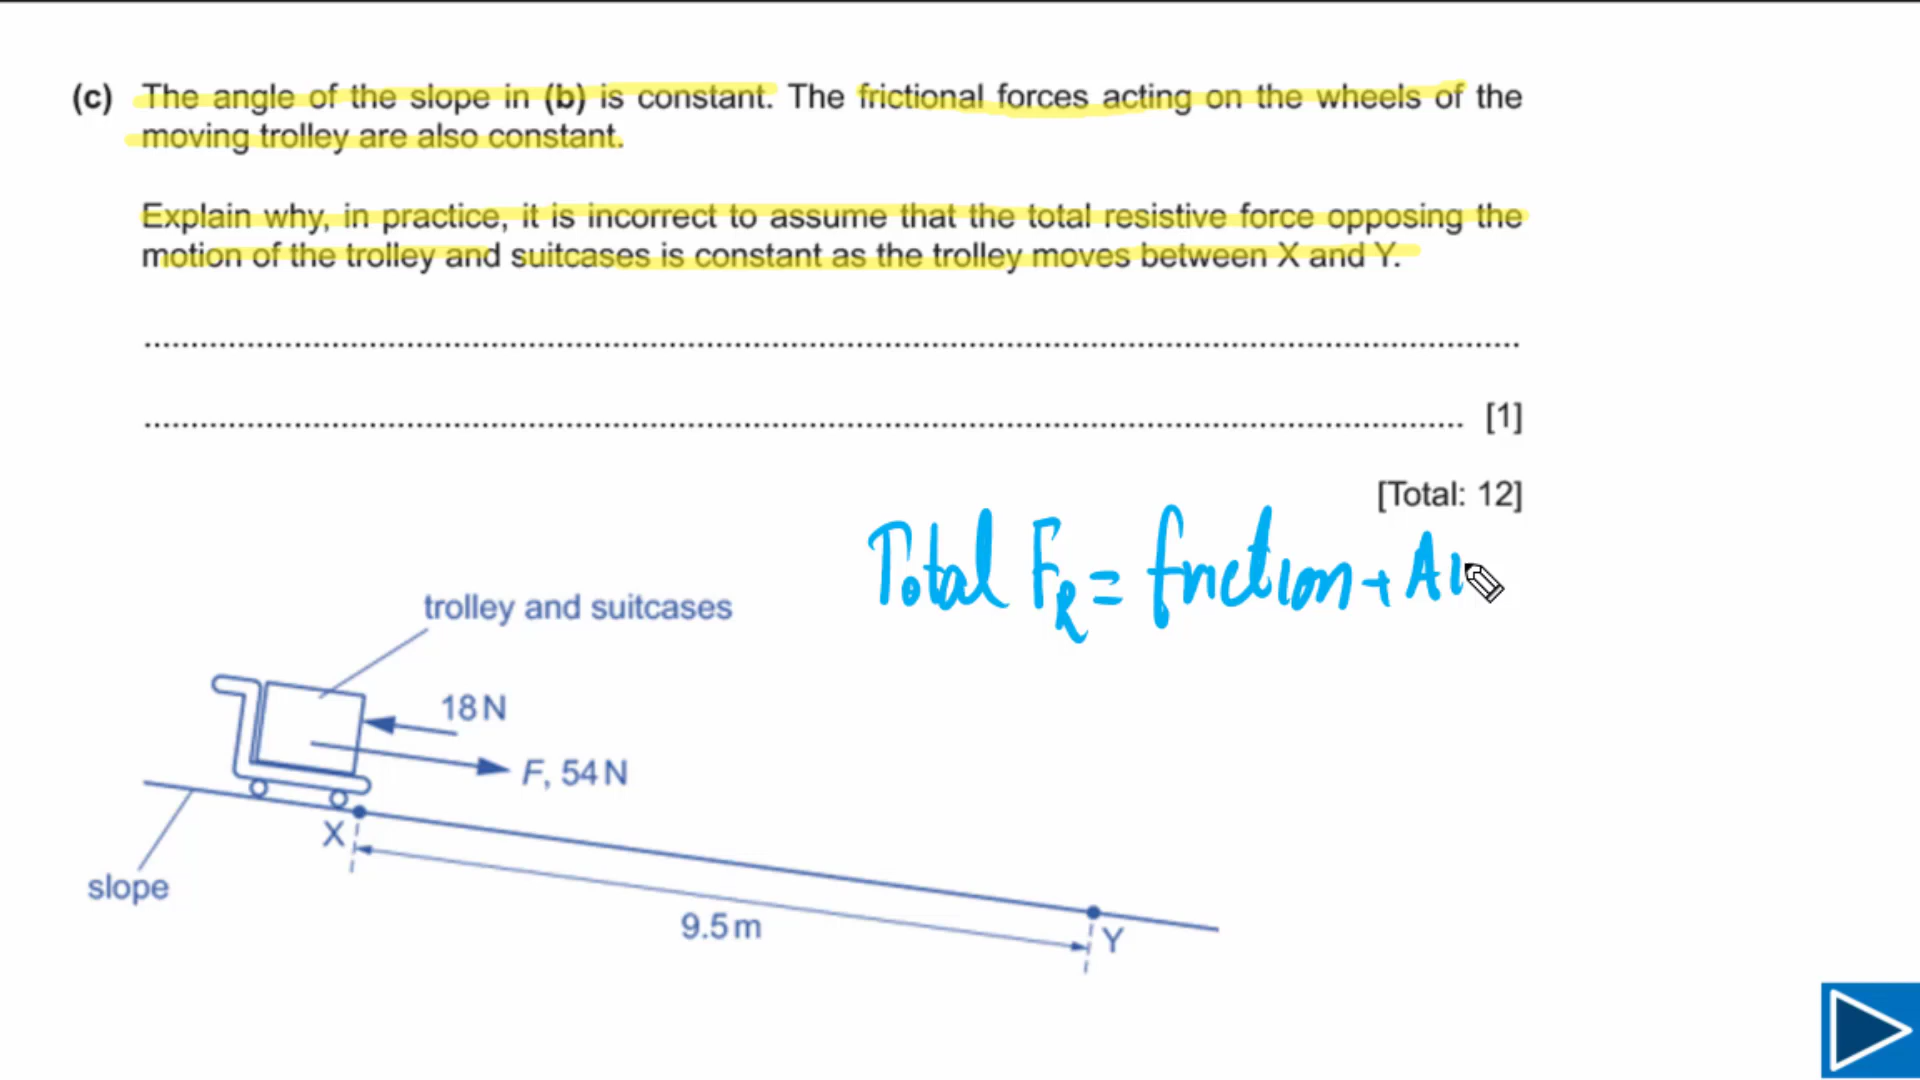 (c) The angle of the slope in (b) is constant. The frictional forces acting on the wheels of the
moving trolley are also constant.
Explain why, in practice, it is incorrect to assume that the total resistive force opposing the
motion of the trolley and suitcases is constant as the trolley moves between X and Y.
[1]
[Total: 12]
Total FR = friction + Ai
trolley and suitcases
18 N
F, 54 N
X
slope
9.5 m
Y